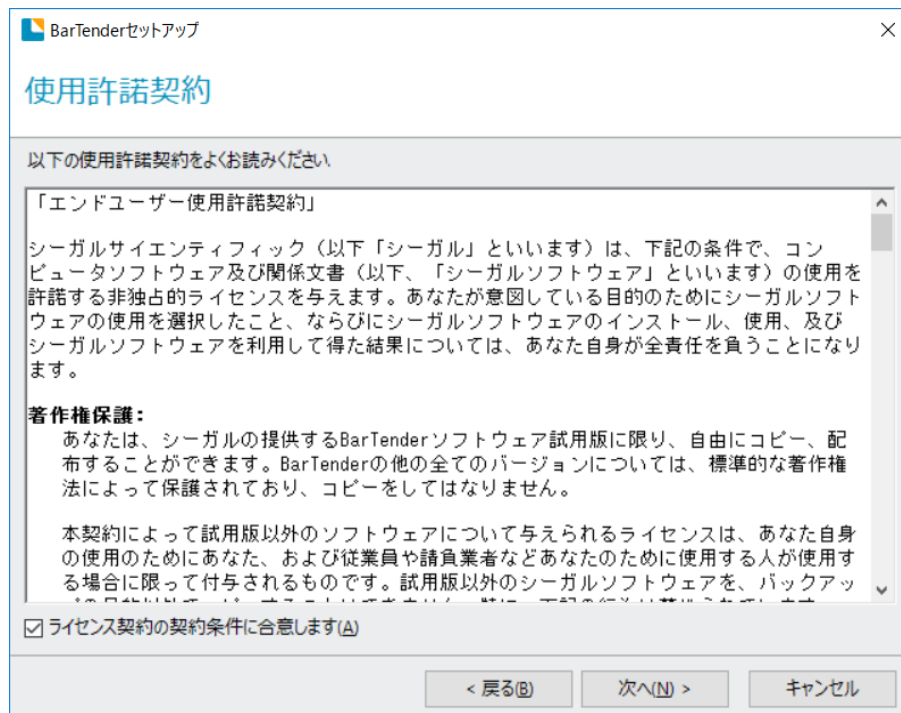 BarTenderセットアップ
使用許諾契約
以下の使用許諾契約をよくお読みください.
「エンドユーザー使用許諾契約」
シーガルサイエンティフィック（以下「シーガル」といいます）は、下記の条件で、コン
ピュータソフトウェア及び関係文書（以下、「シーガルソフトウェア」といいます）の使用を
許諾する非独占的ライセンスを与えます。あなたが意図している目的のためにシーガルソフト
ウェアの使用を選択したこと、ならびにシーガルソフトウェアのインストール、使用、及び
シーガルソフトウェアを利用して得た結果については、あなた自身が全責任を負うことになり
ます。
著作権保護：
あなたは、シーガルの提供するBarTenderソフトウェア試用版に限り、自由にコピー、配
布することができます。BarTenderの他の全てのバージョンについては、標準的な著作権
法によって保護されており、コピーをしてはなりません。
本契約によって試用版以外のソフトウェアについて与えられるライセンスは、あなた自身
の使用のためにあなた、および従業員や請負業者などあなたのために使用する人が使用す
る場合に限って付与されるものです。試用版以外のシーガルソフトウェアを、バックアッ
ライセンス契約の契約条件に合意します(A)
< 戻る(B)
次へ(N) >
キャンセル